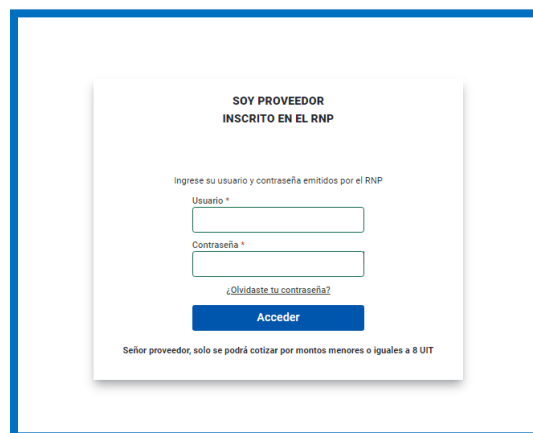 SOY PROVEEDOR
INSCRITO EN EL RNP
Ingrese su usuario y contraseña emitidos por el RNP
Usuario *
Contraseña *
¿Olvidaste tu contraseña?
Acceder
Señor proveedor, solo se podrá cotizar por montos menores o iguales a 8 UIT